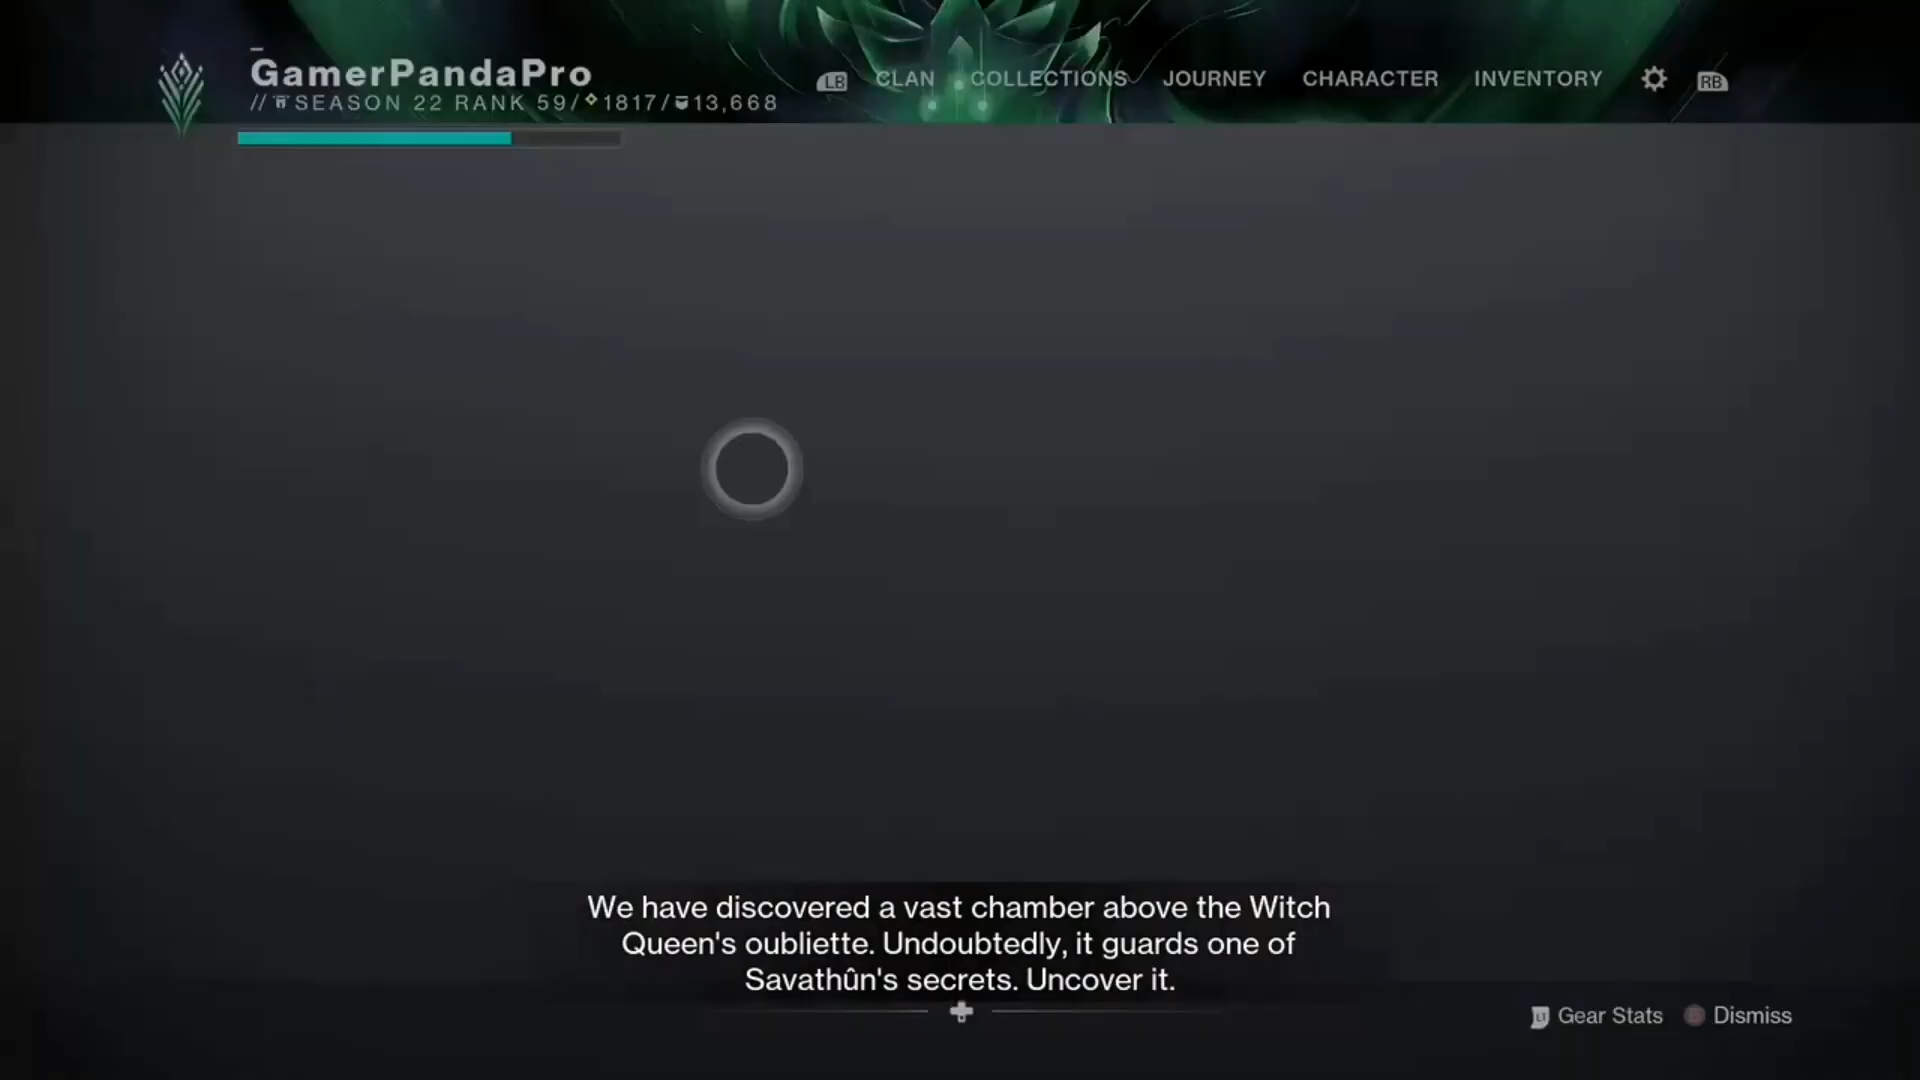 GamerPandaPro
//SEASON 22 RANK 59/1817/13,668
LB CLAN COLLECTIONS JOURNEY CHARACTER INVENTORY RB
We have discovered a vast chamber above the Witch
Queen's oubliette. Undoubtedly, it guards one of
Savathûn's secrets. Uncover it.
LT Gear Stats B Dismiss